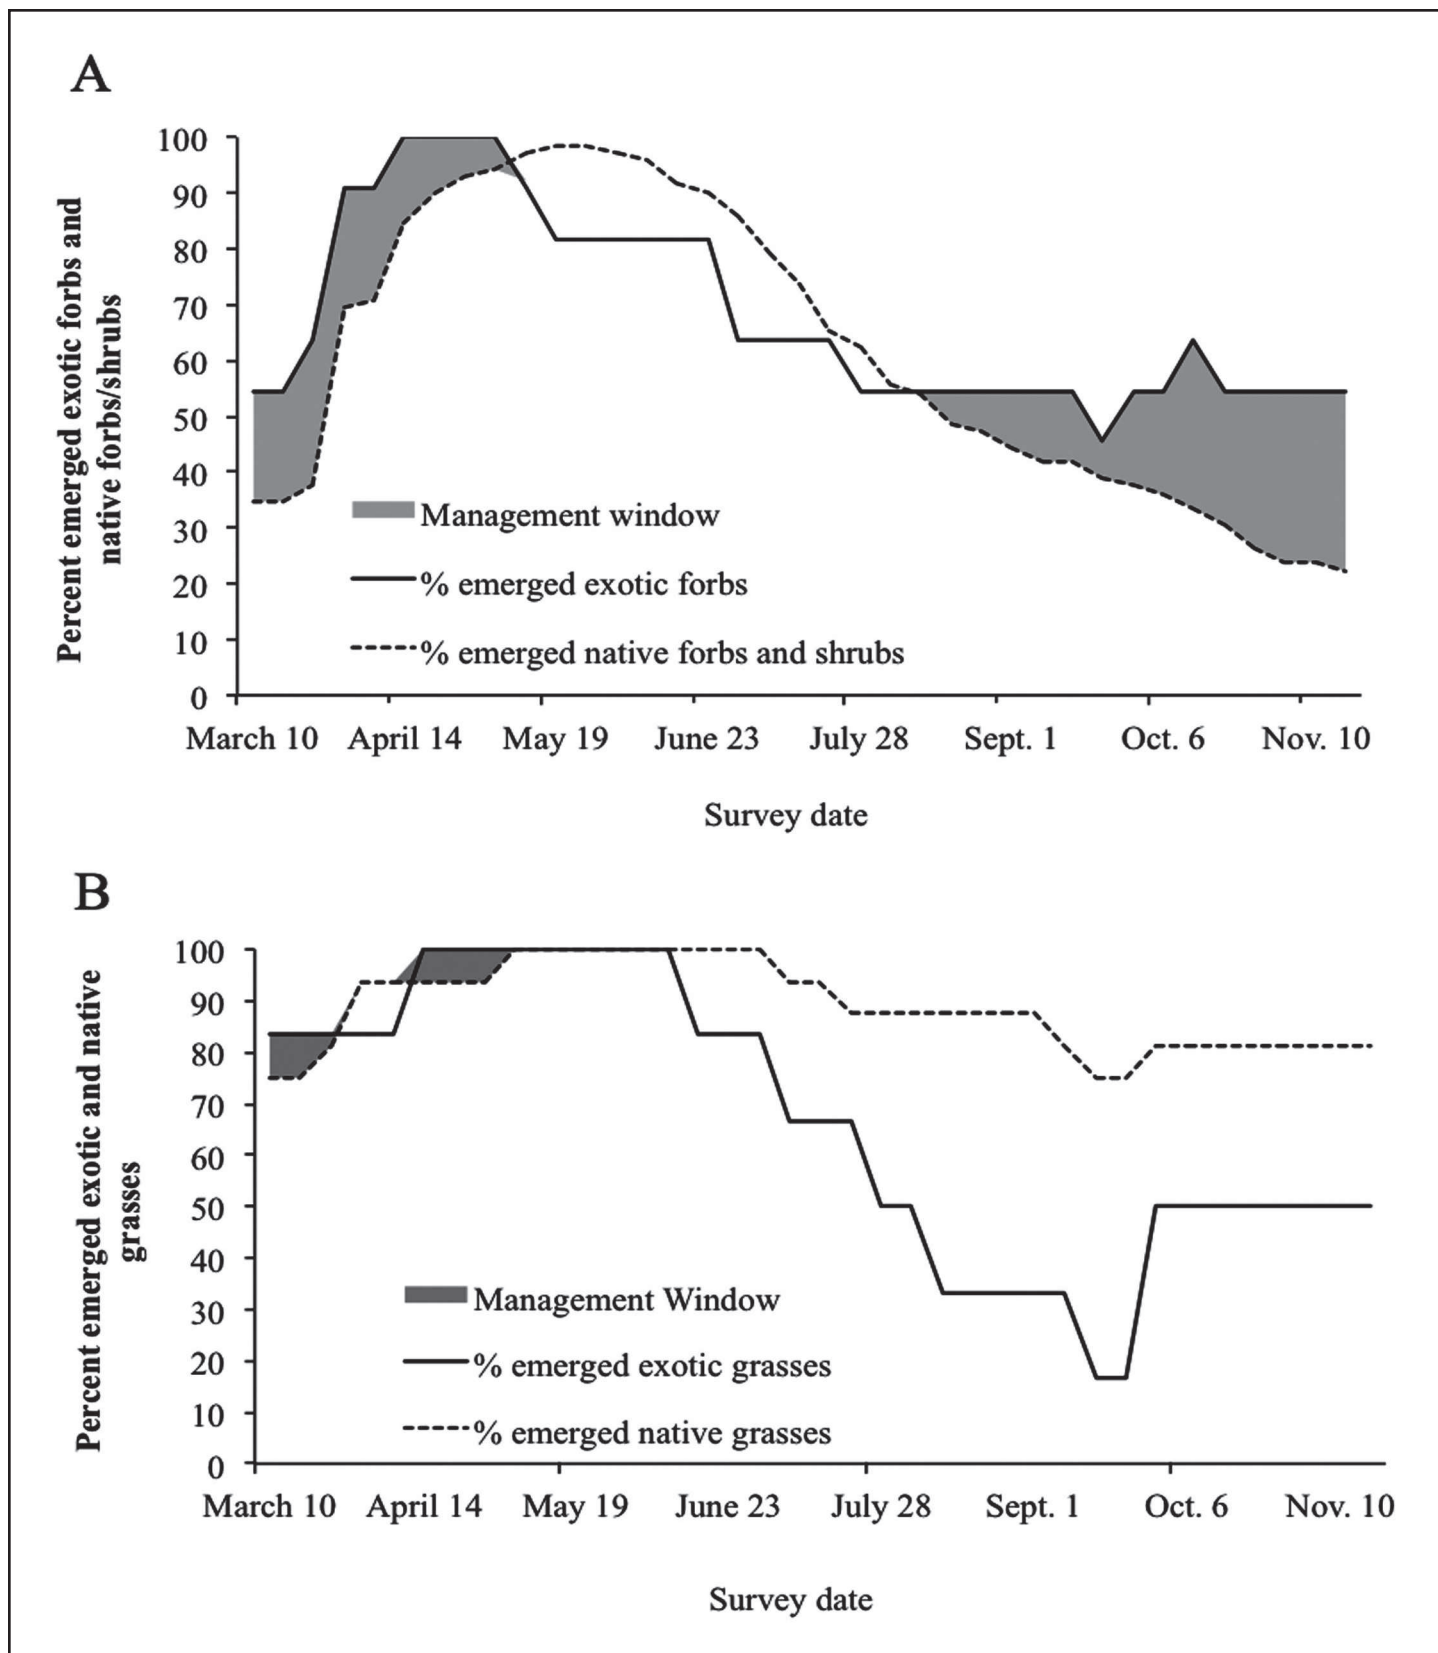 A
Percent emerged exotic forbs and
native forbs/shrubs
100
90
80
70
60
50
40
30
20
10
0
Management window
% emerged exotic forbs
% emerged native forbs and shrubs
March 10 April 14 May 19 June 23 July 28 Sept. 1 Oct. 6 Nov. 10
Survey date
B
Percent emerged exotic and native
grasses
100
90
80
70
60
50
40
30
20
10
0
Management Window
% emerged exotic grasses
% emerged native grasses
March 10 April 14 May 19 June 23 July 28 Sept. 1 Oct. 6 Nov. 10
Survey date